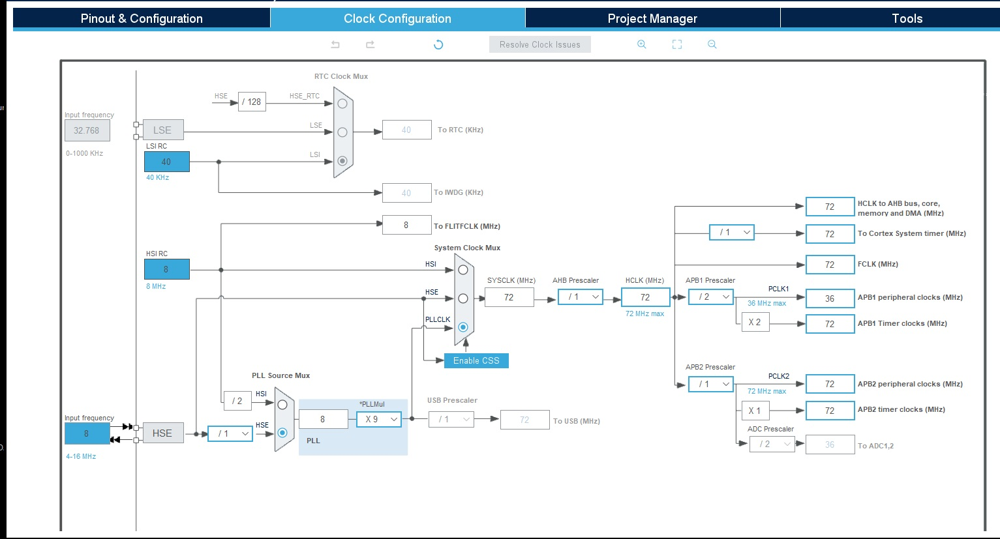 Pinout & Configuration
Clock Configuration
Project Manager
Tools
Resolve Clock Issues
RTC Clock Mux
HSE
/ 128
HSE_RTC
Input frequency
32.768
0-1000 KHz
LSE
LSE
40
To RTC (KHz)
LSI RC
40
40 KHz
LSI
40
To IWDG (KHz)
8
To FLITFCLK (MHz)
HSI RC
8
8 MHz
System Clock Mux
HSI
HSE
PLLCLK
Enable CSS
SYSCLK (MHz)
72
AHB Prescaler
/ 1
HCLK (MHz)
72
72 MHz max
72
HCLK to AHB bus, core,
memory and DMA (MHz)
/ 1
72
To Cortex System timer (MHz)
72
FCLK (MHz)
APB1 Prescaler
/ 2
PCLK1
36 MHz max
36
APB1 peripheral clocks (MHz)
X 2
72
APB1 Timer clocks (MHz)
APB2 Prescaler
/ 1
PCLK2
72 MHz max
72
APB2 peripheral clocks (MHz)
X 1
72
APB2 timer clocks (MHz)
ADC Prescaler
/ 2
36
To ADC1,2
PLL Source Mux
/ 2
HSI
Input frequency
8
4-16 MHz
HSE
/ 1
HSE
8
*PLLMul
X 9
PLL
USB Prescaler
/ 1
72
To USB (MHz)